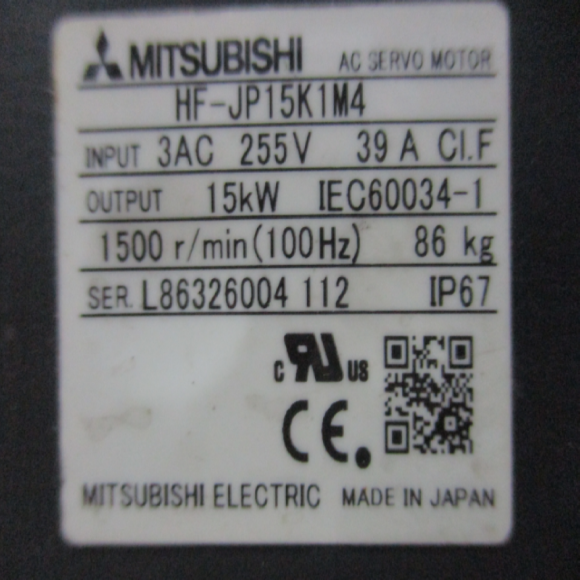 MITSUBISHI AC SERVO MOTOR
HF-JP15K1M4
INPUT 3AC 255V 39 A CI.F
OUTPUT 15kW IEC60034-1
1500 r/min(100Hz) 86 kg
SER. L86326004 112 IP67
c RU US
CE
MITSUBISHI ELECTRIC MADE IN JAPAN